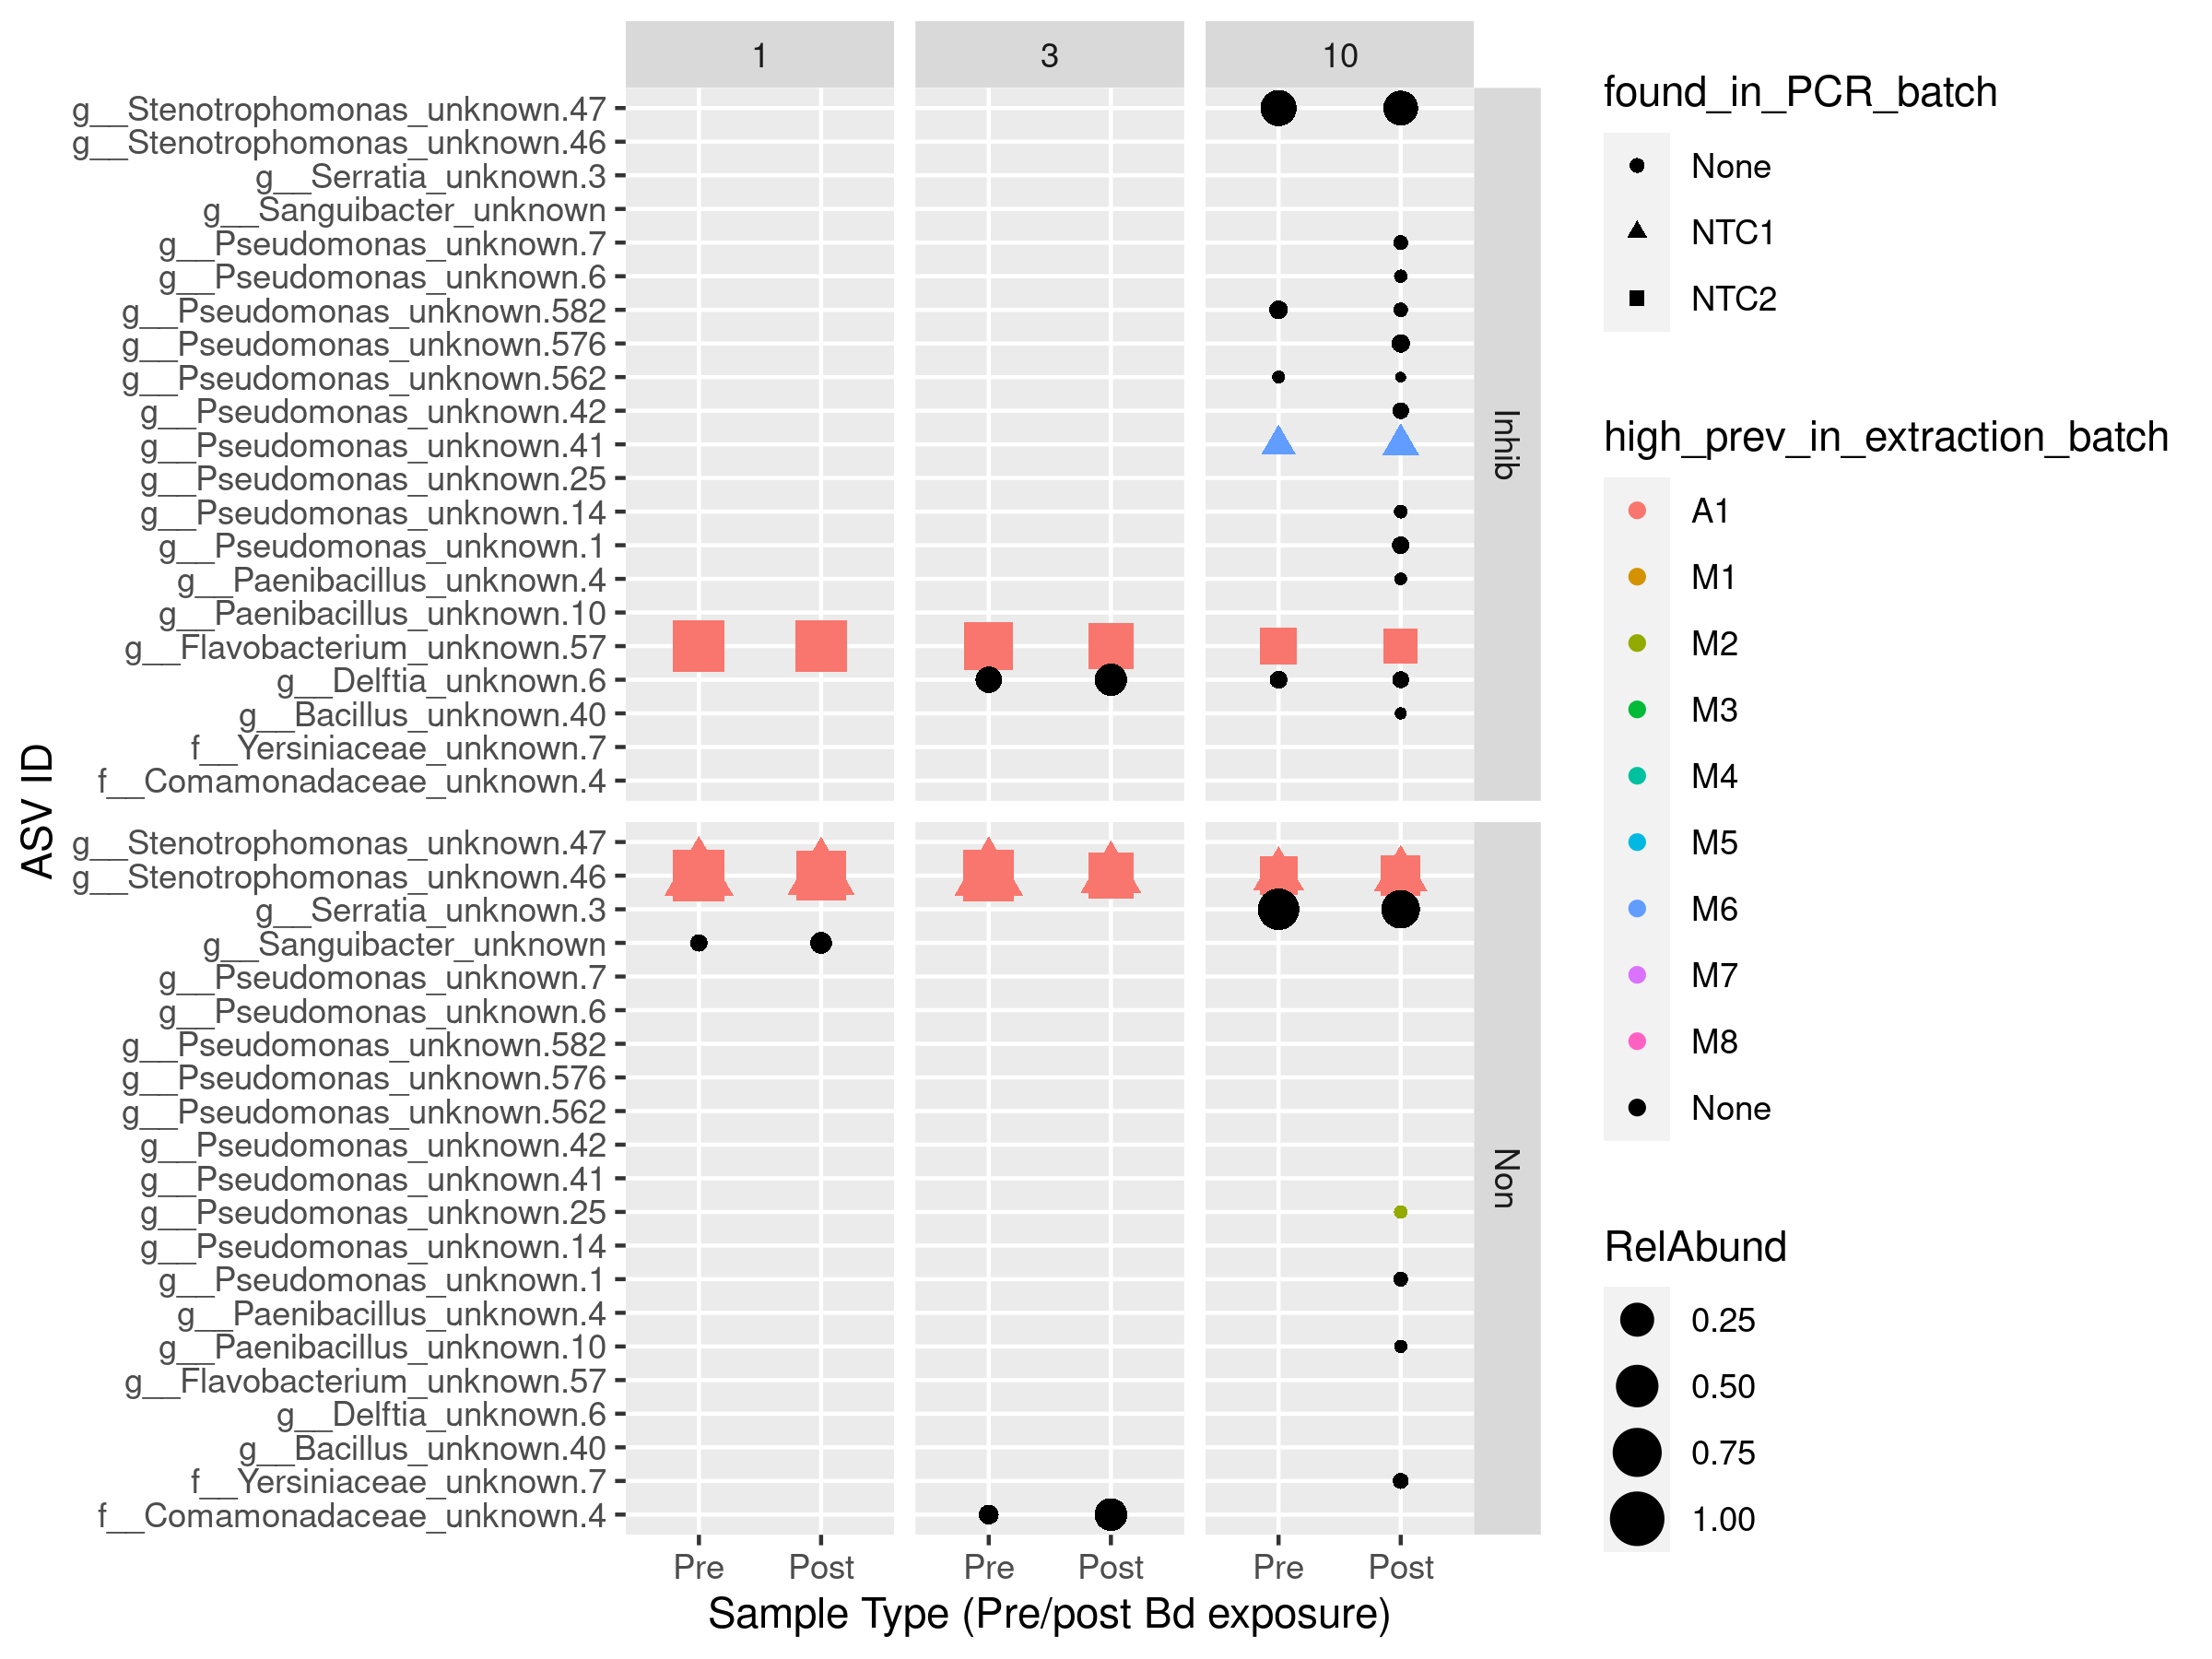 1
3
10
g__Stenotrophomonas_unknown.47
g__Stenotrophomonas_unknown.46
g__Serratia_unknown.3
g__Sanguibacter_unknown
g__Pseudomonas_unknown.7
g__Pseudomonas_unknown.6
g__Pseudomonas_unknown.582
g__Pseudomonas_unknown.576
g__Pseudomonas_unknown.562
g__Pseudomonas_unknown.42
g__Pseudomonas_unknown.41
g__Pseudomonas_unknown.25
g__Pseudomonas_unknown.14
g__Pseudomonas_unknown.1
g__Paenibacillus_unknown.4
g__Paenibacillus_unknown.10
g__Flavobacterium_unknown.57
g__Delftia_unknown.6
g__Bacillus_unknown.40
f__Yersiniaceae_unknown.7
f__Comamonadaceae_unknown.4
Inhib
ASV ID
g__Stenotrophomonas_unknown.47
g__Stenotrophomonas_unknown.46
g__Serratia_unknown.3
g__Sanguibacter_unknown
g__Pseudomonas_unknown.7
g__Pseudomonas_unknown.6
g__Pseudomonas_unknown.582
g__Pseudomonas_unknown.576
g__Pseudomonas_unknown.562
g__Pseudomonas_unknown.42
g__Pseudomonas_unknown.41
g__Pseudomonas_unknown.25
g__Pseudomonas_unknown.14
g__Pseudomonas_unknown.1
g__Paenibacillus_unknown.4
g__Paenibacillus_unknown.10
g__Flavobacterium_unknown.57
g__Delftia_unknown.6
g__Bacillus_unknown.40
f__Yersiniaceae_unknown.7
f__Comamonadaceae_unknown.4
Non
Pre
Post
Pre
Post
Pre
Post
Sample Type (Pre/post Bd exposure)
found_in_PCR_batch
None
NTC1
NTC2
high_prev_in_extraction_batch
A1
M1
M2
M3
M4
M5
M6
M7
M8
None
RelAbund
0.25
0.50
0.75
1.00